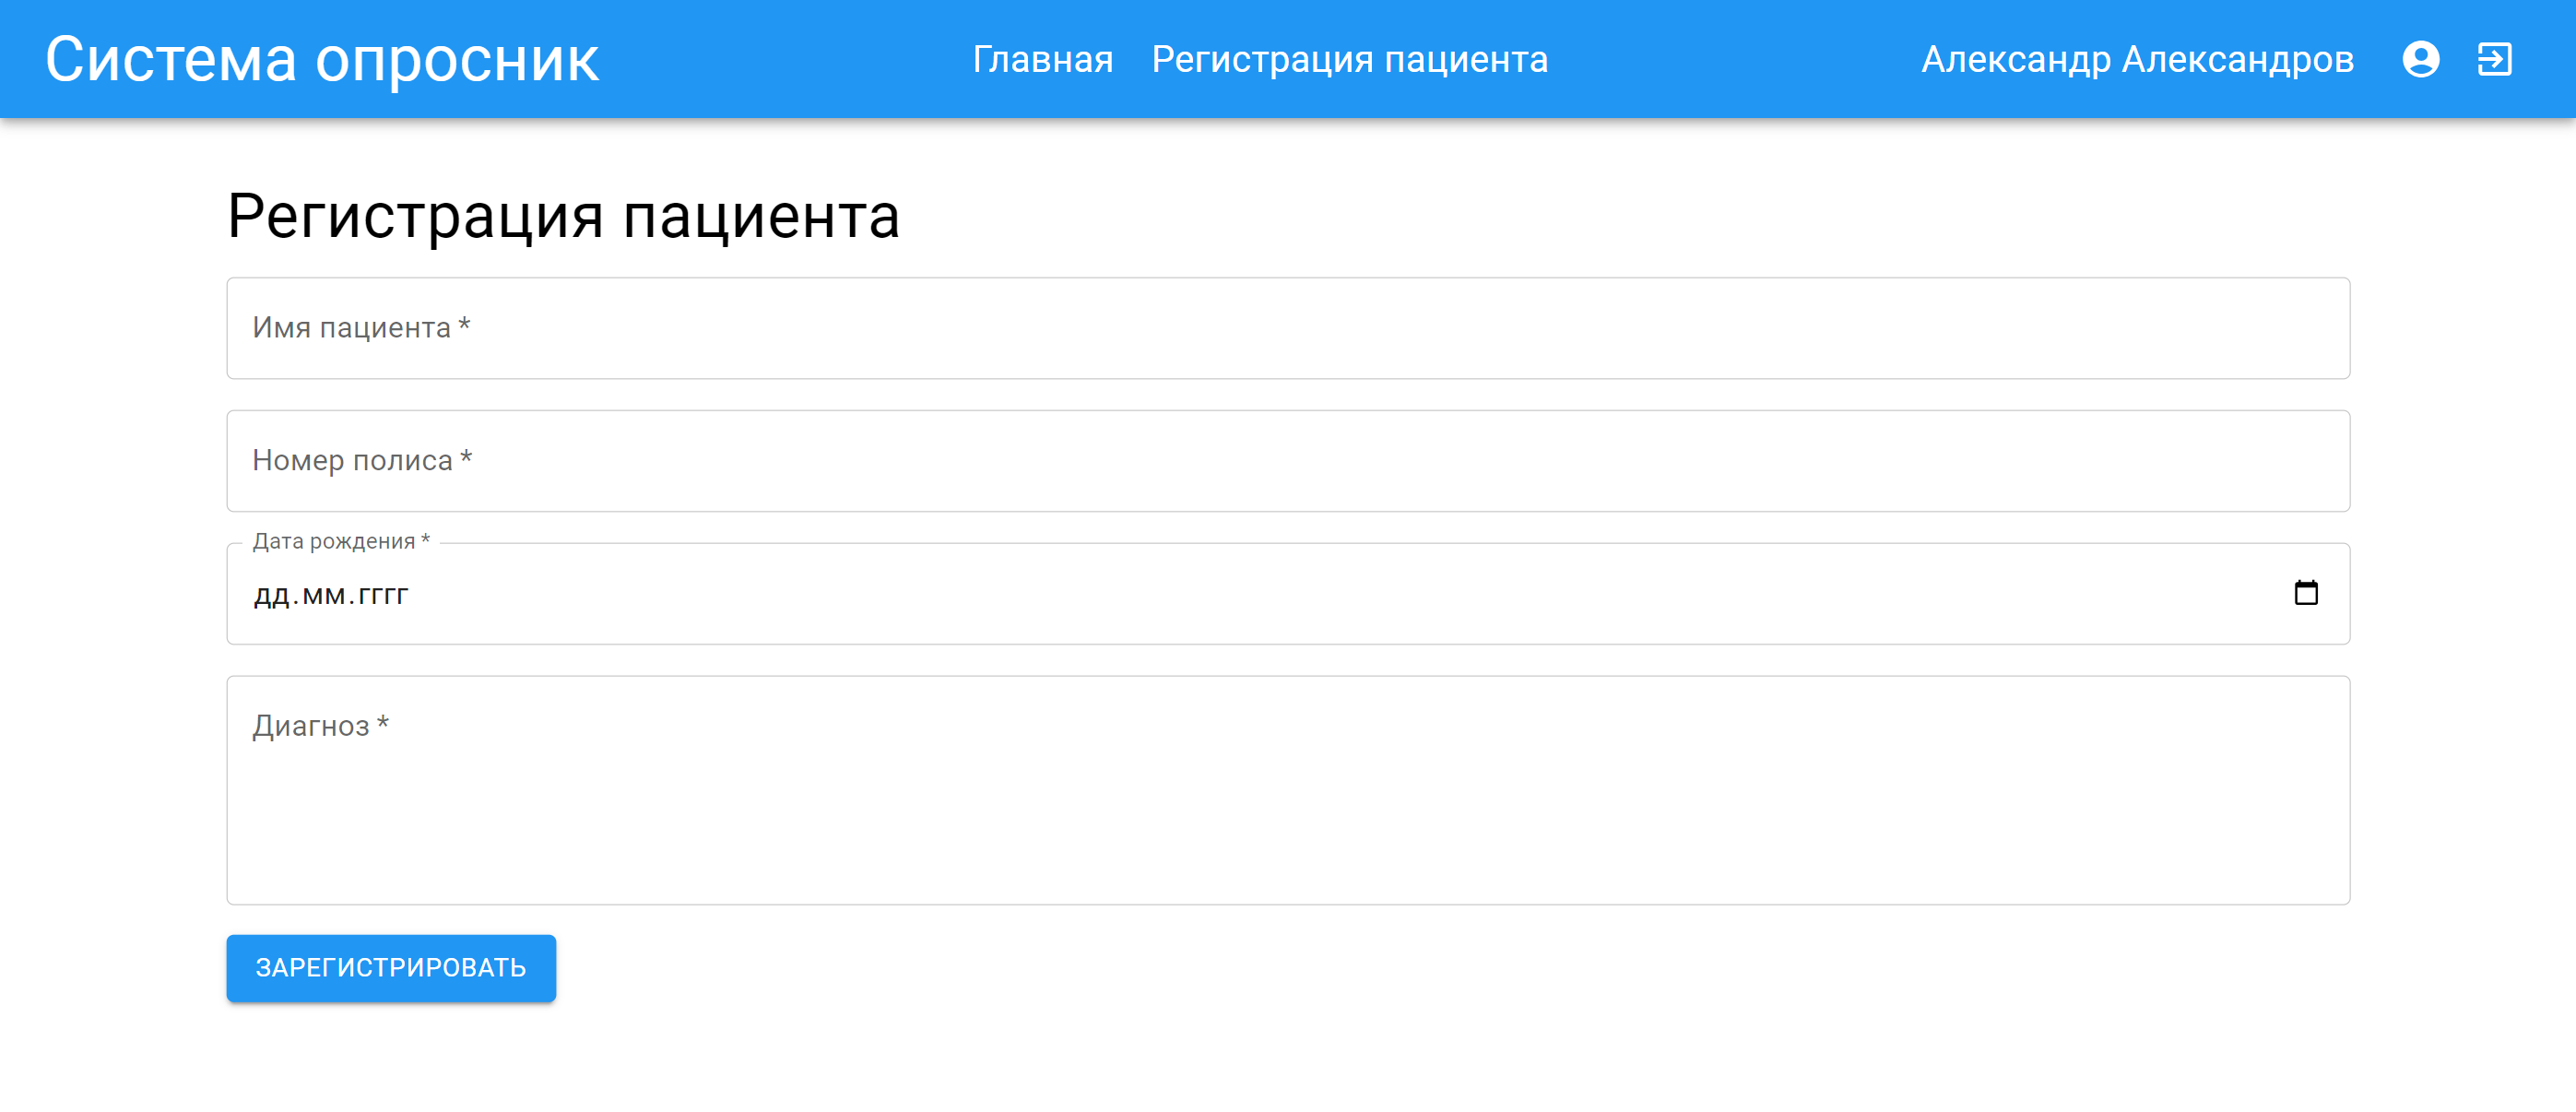 Система опросник
Главная Регистрация пациента
Александр Александров
Регистрация пациента
Имя пациента *
Номер полиса *
Дата рождения *
дд.мм.гггг
Диагноз *
ЗАРЕГИСТРИРОВАТЬ